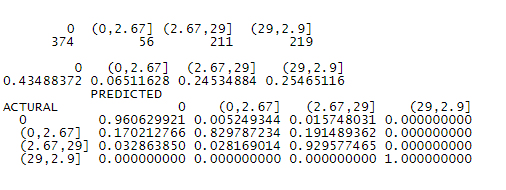 0 (0,2.67] (2.67,29] (29,2.9]
374 56 211 219
0 (0,2.67] (2.67,29] (29,2.9]
0.43488372 0.06511628 0.24534884 0.25465116
PREDICTED
ACTURAL 0 (0,2.67] (2.67,29] (29,2.9]
0 0.960629921 0.005249344 0.015748031 0.000000000
(0,2.67] 0.170212766 0.829787234 0.191489362 0.000000000
(2.67,29] 0.032863850 0.028169014 0.929577465 0.000000000
(29,2.9] 0.000000000 0.000000000 0.000000000 1.000000000